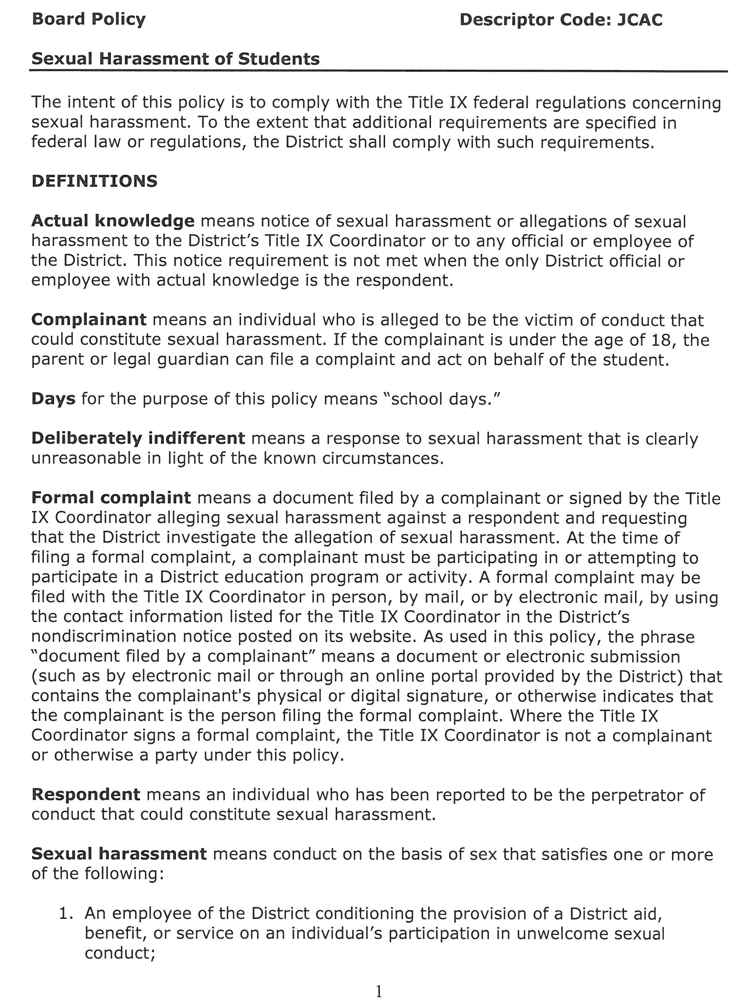 Board Policy Descriptor Code: JCAC
Sexual Harassment of Students
The intent of this policy is to comply with the Title IX federal regulations concerning
sexual harassment. To the extent that additional requirements are specified in
federal law or regulations, the District shall comply with such requirements.
DEFINITIONS
Actual knowledge means notice of sexual harassment or allegations of sexual
harassment to the District’s Title IX Coordinator or to any official or employee of
the District. This notice requirement is not met when the only District official or
employee with actual knowledge is the respondent.
Complainant means an individual who is alleged to be the victim of conduct that
could constitute sexual harassment. If the complainant is under the age of 18, the
parent or legal guardian can file a complaint and act on behalf of the student.
Days for the purpose of this policy means “school days.”
Deliberately indifferent means a response to sexual harassment that is clearly
unreasonable in light of the known circumstances.
Formal complaint means a document filed by a complainant or signed by the Title
IX Coordinator alleging sexual harassment against a respondent and requesting
that the District investigate the allegation of sexual harassment. At the time of
filing a formal complaint, a complainant must be participating in or attempting to
participate in a District education program or activity. A formal complaint may be
filed with the Title IX Coordinator in person, by mail, or by electronic mail, by using
the contact information listed for the Title IX Coordinator in the District’s
nondiscrimination notice posted on its website. As used in this policy, the phrase
“document filed by a complainant” means a document or electronic submission
(such as by electronic mail or through an online portal provided by the District) that
contains the complainant's physical or digital signature, or otherwise indicates that
the complainant is the person filing the formal complaint. Where the Title IX
Coordinator signs a formal complaint, the Title IX Coordinator is not a complainant
or otherwise a party under this policy.
Respondent means an individual who has been reported to be the perpetrator of
conduct that could constitute sexual harassment.
Sexual harassment means conduct on the basis of sex that satisfies one or more
of the following:
1. An employee of the District conditioning the provision of a District aid,
benefit, or service on an individual’s participation in unwelcome sexual
conduct;
1